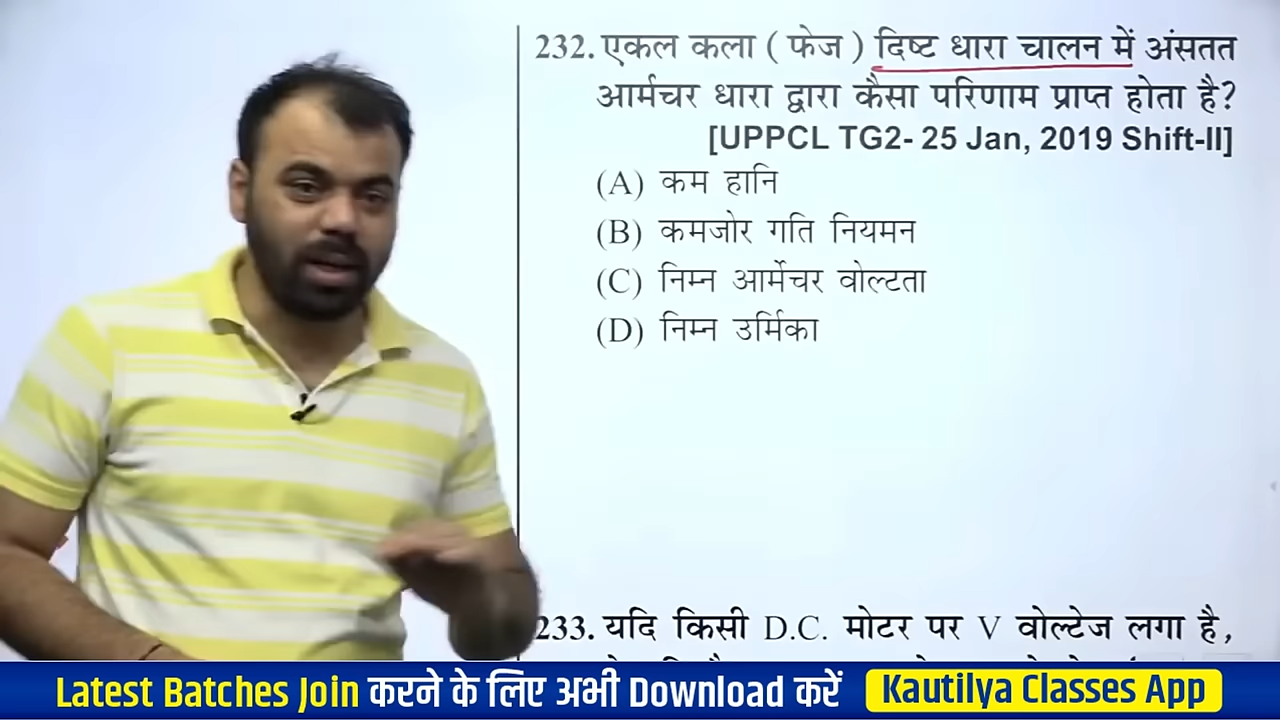 232. एकल कला ( फेज ) दिष्ट धारा चालन में अंसतत
आर्मचर धारा द्वारा कैसा परिणाम प्राप्त होता है?
[UPPCL TG2- 25 Jan, 2019 Shift-II]
(A) कम हानि
(B) कमजोर गति नियमन
(C) निम्न आर्मेचर वोल्टता
(D) निम्न उर्मिका
233. यदि किसी D.C. मोटर पर V वोल्टेज लगा है,
Latest Batches Join करने के लिए अभी Download करें Kautilya Classes App